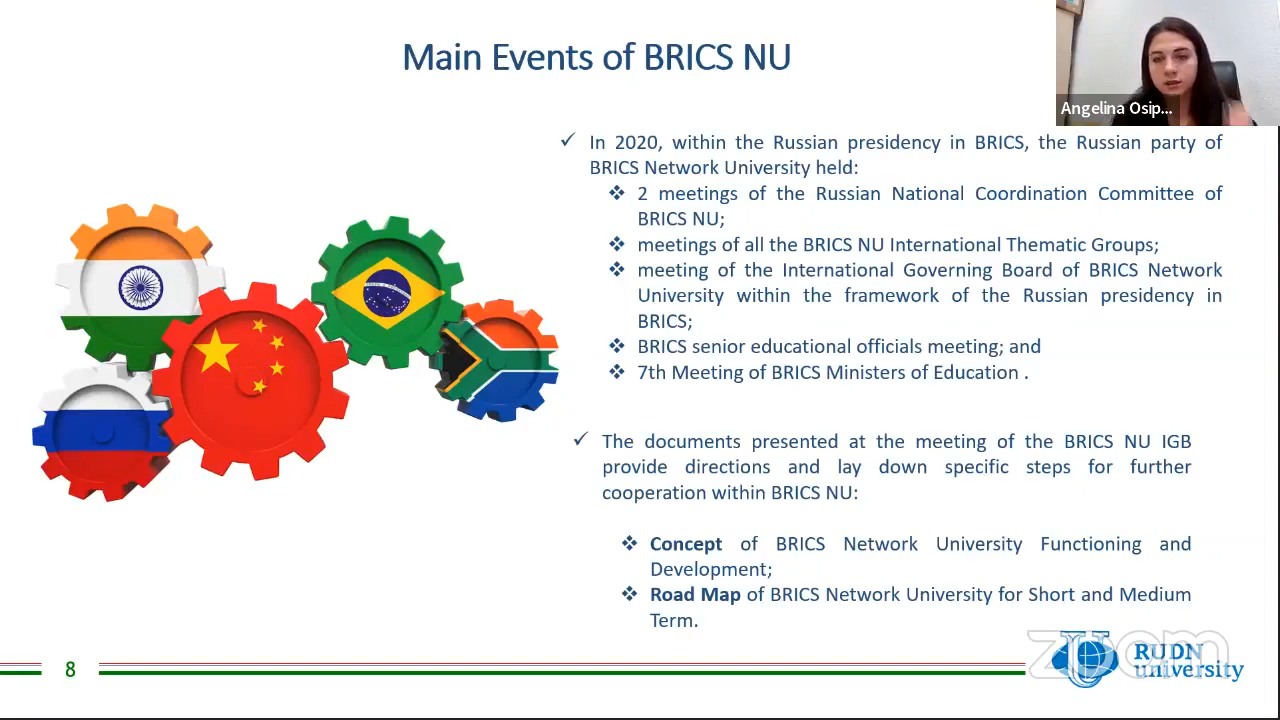 Main Events of BRICS NU
Angelina Osip...
✓ In 2020, within the Russian presidency in BRICS, the Russian party of
BRICS Network University held:
❖ 2 meetings of the Russian National Coordination Committee of
BRICS NU;
❖ meetings of all the BRICS NU International Thematic Groups;
❖ meeting of the International Governing Board of BRICS Network
University within the framework of the Russian presidency in
BRICS;
❖ BRICS senior educational officials meeting; and
❖ 7th Meeting of BRICS Ministers of Education .
✓ The documents presented at the meeting of the BRICS NU IGB
provide directions and lay down specific steps for further
cooperation within BRICS NU:
❖ Concept of BRICS Network University Functioning and
Development;
❖ Road Map of BRICS Network University for Short and Medium
Term.
8
zoom
RUDN
university